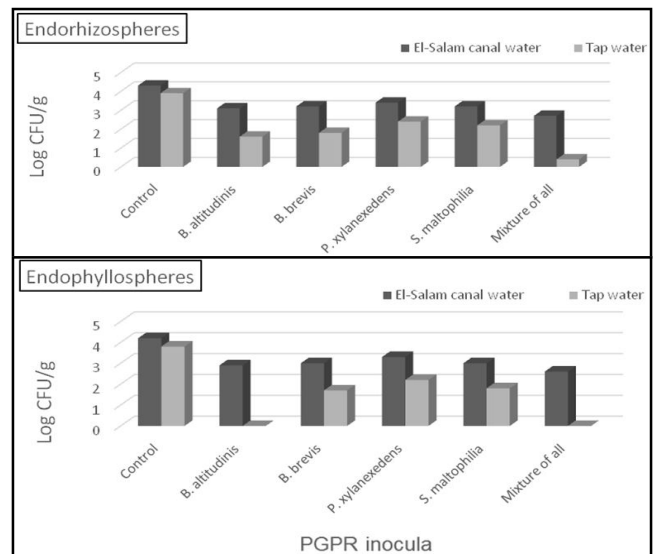 Endorhizospheres
El-Salam canal water Tap water
Log CFU/g
5
4
3
2
1
0
Control
B. altitudinis
B. brevis
P. xylanexedens
S. maltophilia
Mixture of all
Endophyllospheres
El-Salam canal water Tap water
Log CFU/g
5
4
3
2
1
0
Control
B. altitudinis
B. brevis
P. xylanexedens
S. maltophilia
Mixture of all
PGPR inocula